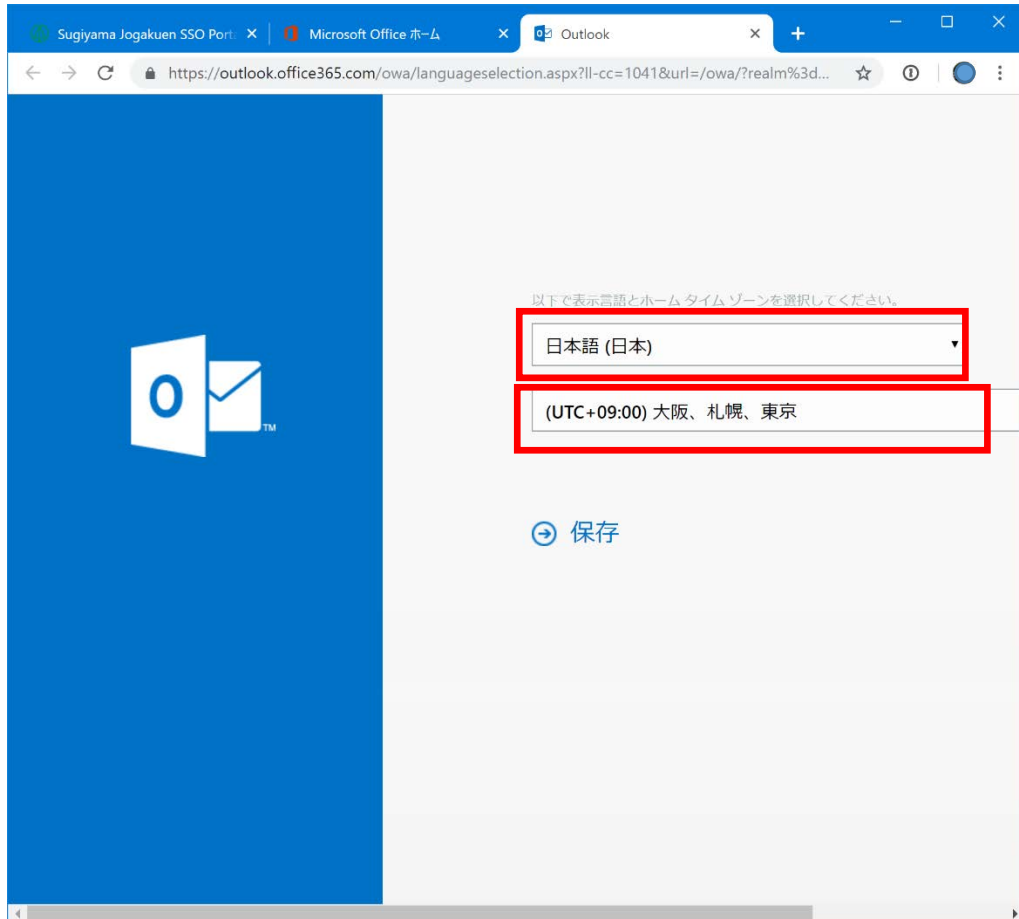 Sugiyama Jogakuen SSO Port
Microsoft Office ホーム
Outlook
https://outlook.office365.com/owa/languageselection.aspx?ll-cc=1041&url=/owa/?realm%3d...
以下で表示言語とホーム タイム ゾーンを選択してください。
日本語 (日本)
(UTC+09:00) 大阪、札幌、東京
TM
保存